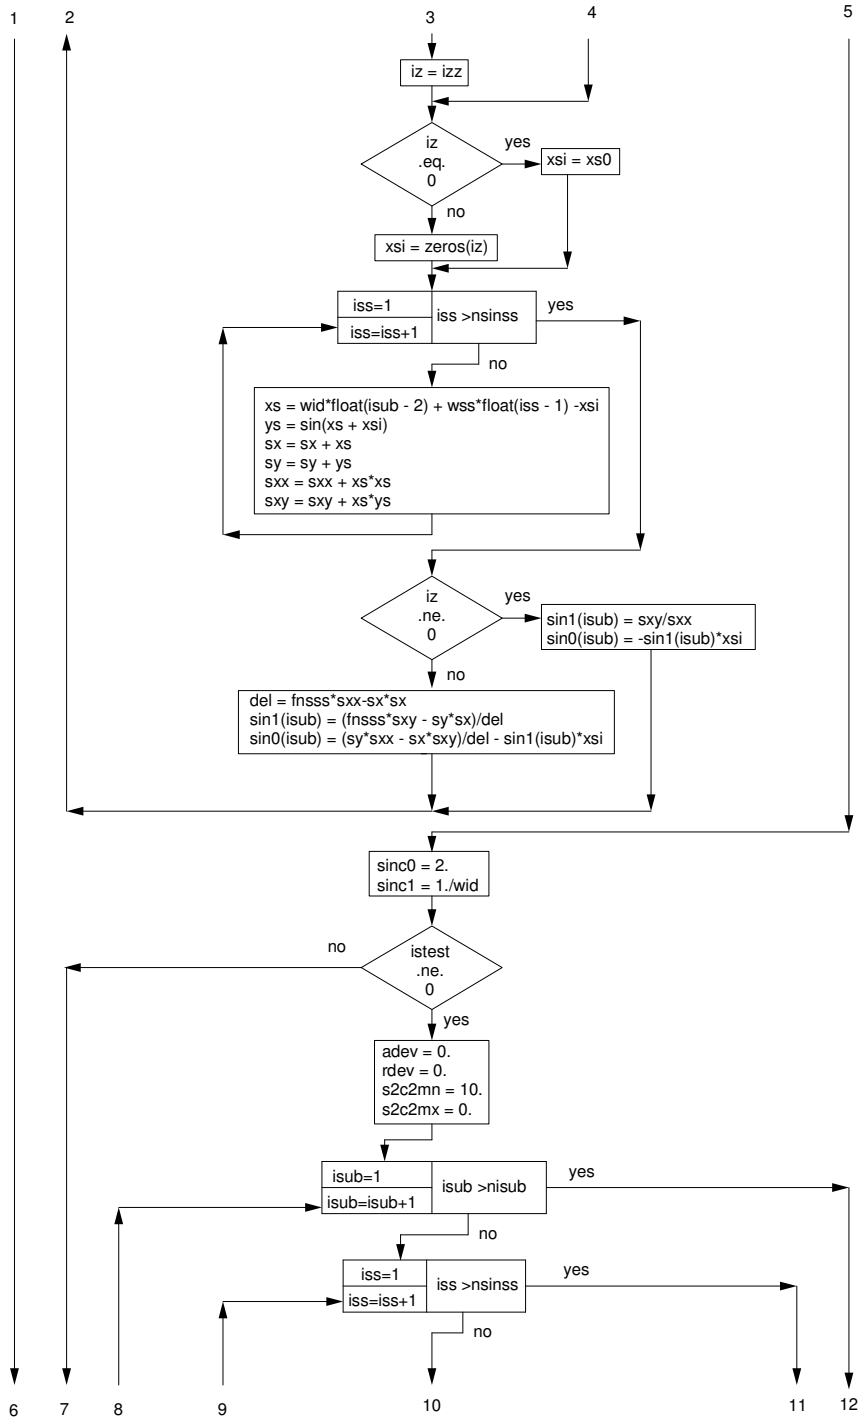 1 2 3 4 5
iz = izz
iz
.eq.
0
yes
xsi = xs0
no
xsi = zeros(iz)
iss=1
iss=iss+1
iss >nsinss
yes
no
xs = wid*float(isub - 2) + wss*float(iss - 1) -xsi
ys = sin(xs + xsi)
sx = sx + xs
sy = sy + ys
sxx = sxx + xs*xs
sxy = sxy + xs*ys
iz
.ne.
0
yes
sin1(isub) = sxy/sxx
sin0(isub) = -sin1(isub)*xsi
no
del = fnsss*sxx-sx*sx
sin1(isub) = (fnsss*sxy - sy*sx)/del
sin0(isub) = (sy*sxx - sx*sxy)/del - sin1(isub)*xsi
sinc0 = 2.
sinc1 = 1./wid
no
istest
.ne.
0
yes
adev = 0.
rdev = 0.
s2c2mn = 10.
s2c2mx = 0.
isub=1
isub=isub+1
isub >nisub
yes
no
iss=1
iss=iss+1
iss >nsinss
yes
no
6 7 8 9 10 11 12